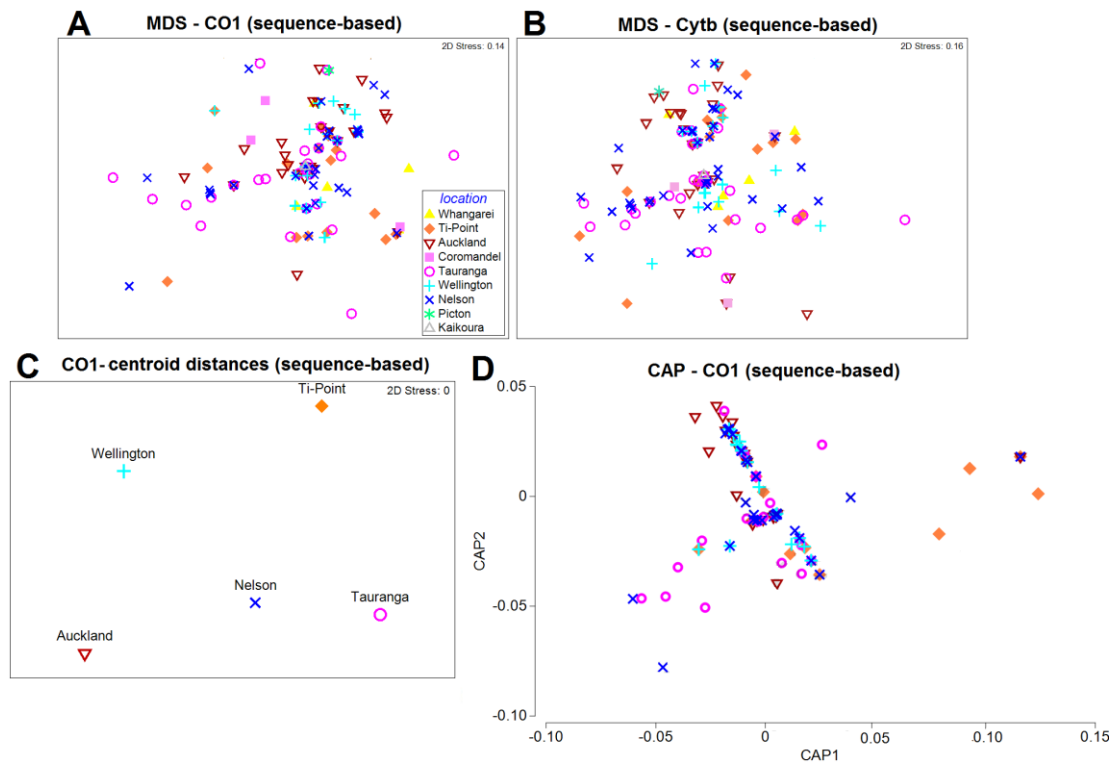 A
MDS - CO1 (sequence-based)
2D Stress: 0.14
location
Whangarei
Ti-Point
Auckland
Coromandel
Tauranga
Wellington
Nelson
Picton
Kaikoura
B
MDS - Cytb (sequence-based)
2D Stress: 0.16
C
CO1- centroid distances (sequence-based)
2D Stress: 0
Ti-Point
Wellington
Nelson
Tauranga
Auckland
D
CAP - CO1 (sequence-based)
0.05
0
-0.05
-0.10
CAP2
-0.10
-0.05
0
0.05
0.10
0.15
CAP1